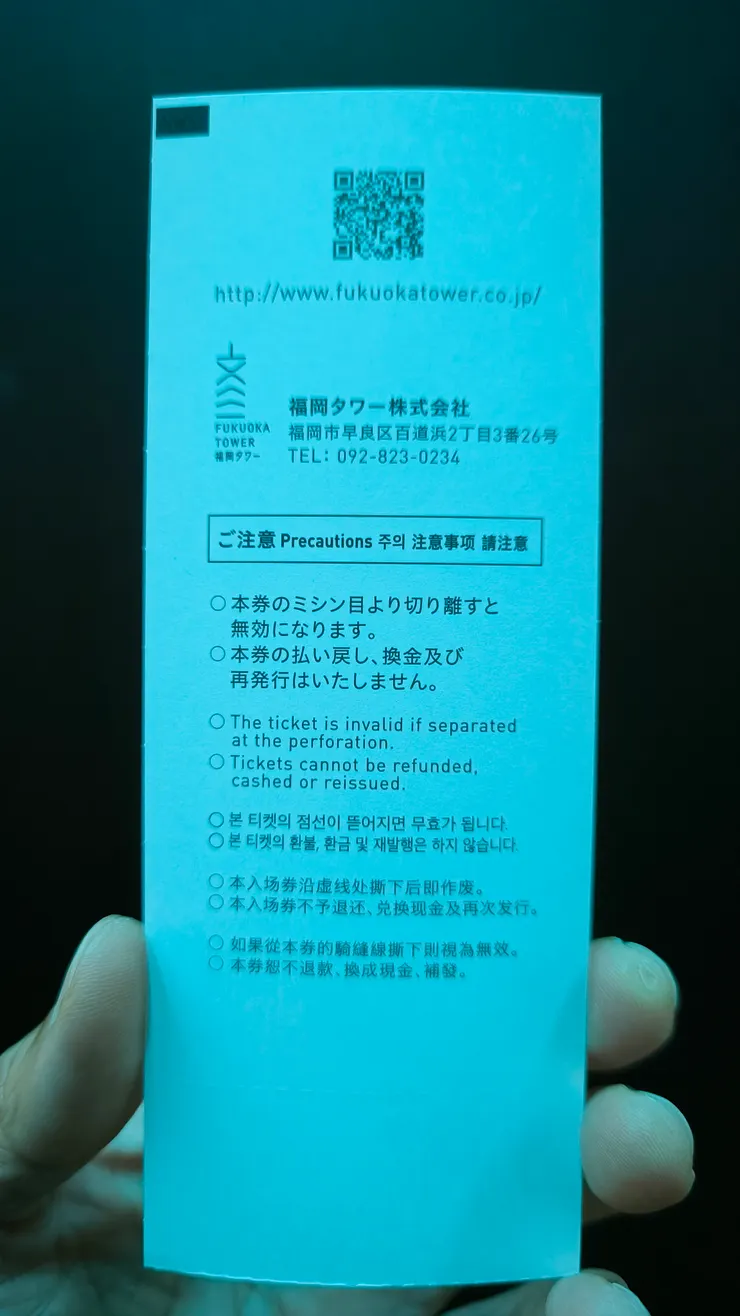 http://www.fukuokatower.co.jp/
FUKUOKA
TOWER
福岡タワー
福岡タワー株式会社
福岡市早良区百道浜2丁目3番26号
TEL: 092-823-0234
ご注意 Precautions 주의 注意事项 請注意
○本券のミシン目より切り離すと
無効になります。
○本券の払い戻し、換金及び
再発行はいたしません。
○The ticket is invalid if separated
at the perforation.
○Tickets cannot be refunded,
cashed or reissued.
○본 티켓의 점선이 뜯어지면 무효가 됩니다.
○본 티켓의 환불, 환금 및 재발행은 하지 않습니다.
○本入场券沿虚线处撕下后即作废。
○本入场券不予退还、兑换现金及再次发行。
○如果從本券的騎縫線撕下則視為無效。
○本券恕不退款、換成現金、補發。